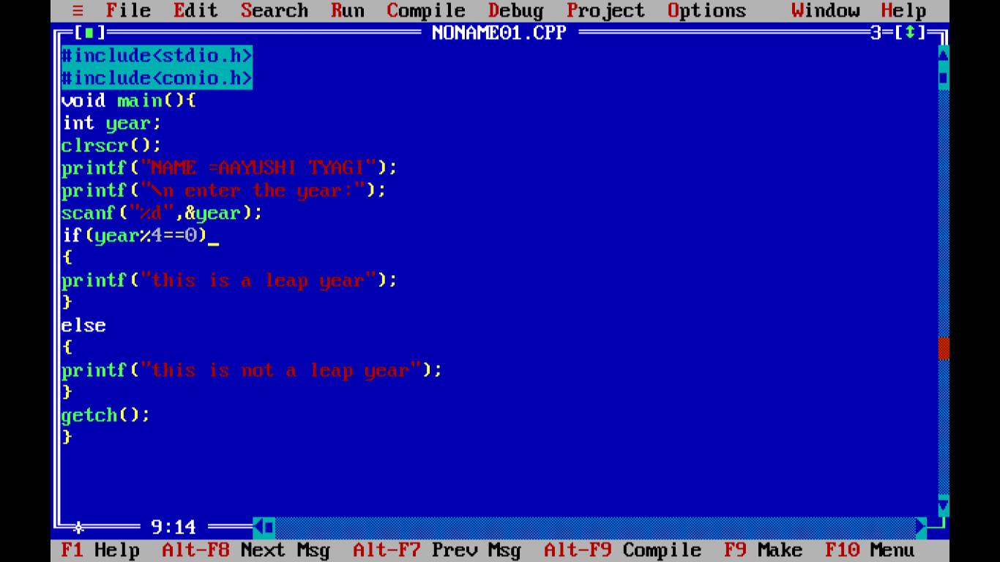 ≡ File Edit Search Run Compile Debug Project Options Window Help
[■] NONAME01.CPP 3=[↕]
#include<stdio.h>
#include<conio.h>
void main(){
int year;
clrscr();
printf("NAME =AAYUSHI TYAGI");
printf("\n enter the year:");
scanf("%d",&year);
if(year%4==0)_
{
printf("this is a leap year");
}
else
{
printf("this is not a leap year");
}
getch();
}
9:14
F1 Help Alt-F8 Next Msg Alt-F7 Prev Msg Alt-F9 Compile F9 Make F10 Menu